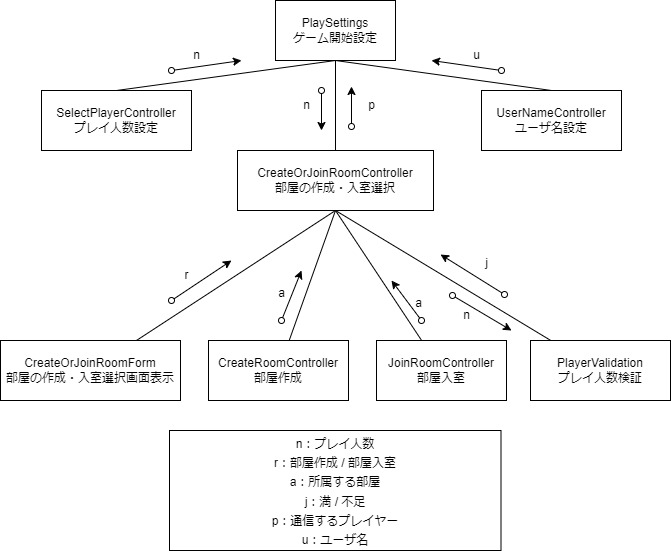 PlaySettings
ゲーム開始設定
n
u
SelectPlayerController
プレイ人数設定
n
p
UserNameController
ユーザ名設定
CreateOrJoinRoomController
部屋の作成・入室選択
r
a
a
j
n
CreateOrJoinRoomForm
部屋の作成・入室選択画面表示
CreateRoomController
部屋作成
JoinRoomController
部屋入室
PlayerValidation
プレイ人数検証
n：プレイ人数
r：部屋作成 / 部屋入室
a：所属する部屋
j：満 / 不足
p：通信するプレイヤー
u：ユーザ名